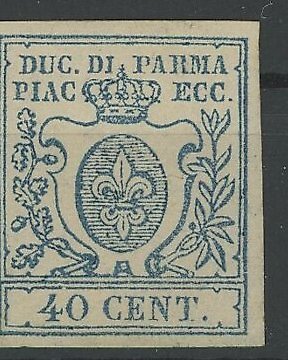 DUC. DI PARMA
PIAC ECC.
40 CENT.